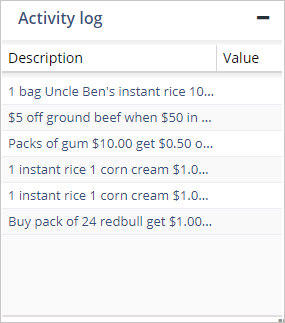 Activity log
Description Value
1 bag Uncle Ben's instant rice 10...
$5 off ground beef when $50 in ...
Packs of gum $10.00 get $0.50 o...
1 instant rice 1 corn cream $1.0...
1 instant rice 1 corn cream $1.0...
Buy pack of 24 redbull get $1.00...